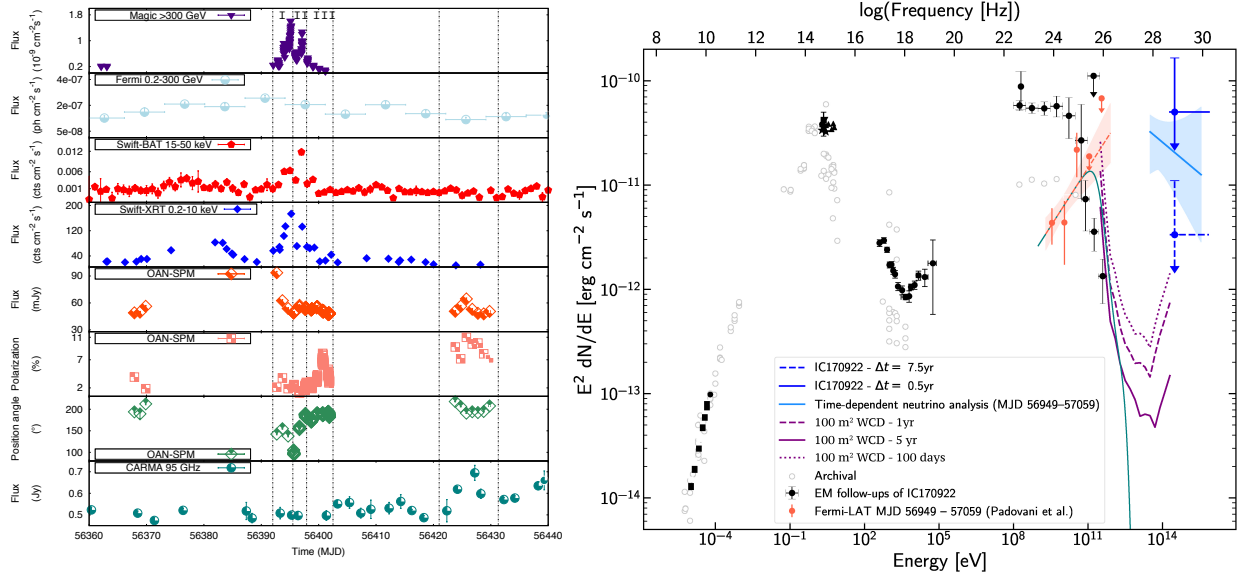 Magic >300 GeV
1.8
1
0.2
Flux
(10⁻⁹ cm⁻² s⁻¹)
Fermi 0.2-300 GeV
4e-07
2e-07
5e-08
Flux
(ph cm⁻² s⁻¹)
Swift-BAT 15-50 keV
0.012
0.006
0.001
Flux
(cts cm⁻² s⁻¹)
Swift-XRT 0.2-10 keV
200
120
40
Flux
(cts cm⁻² s⁻¹)
OAN-SPM
90
60
30
Flux
(mJy)
OAN-SPM
11
7
2
Polarization
(%)
200
150
100
Position angle
(°)
OAN-SPM
CARMA 95 GHz
0.7
0.6
0.5
Flux
(Jy)
56360 56370 56380 56390 56400 56410 56420 56430 56440
Time (MJD)
log(Frequency [Hz])
8 10 12 14 16 18 20 22 24 26 28 30
10⁻¹⁰
10⁻¹¹
10⁻¹²
10⁻¹³
10⁻¹⁴
E² dN/dE [erg cm⁻² s⁻¹]
IC170922 - Δt = 7.5yr
IC170922 - Δt = 0.5yr
Time-dependent neutrino analysis (MJD 56949–57059)
100 m² WCD - 1yr
100 m² WCD - 5 yr
100 m² WCD - 100 days
Archival
EM follow-ups of IC170922
Fermi-LAT MJD 56949 – 57059 (Padovani et al.)
10⁻⁴ 10⁻¹ 10² 10⁵ 10⁸ 10¹¹ 10¹⁴
Energy [eV]